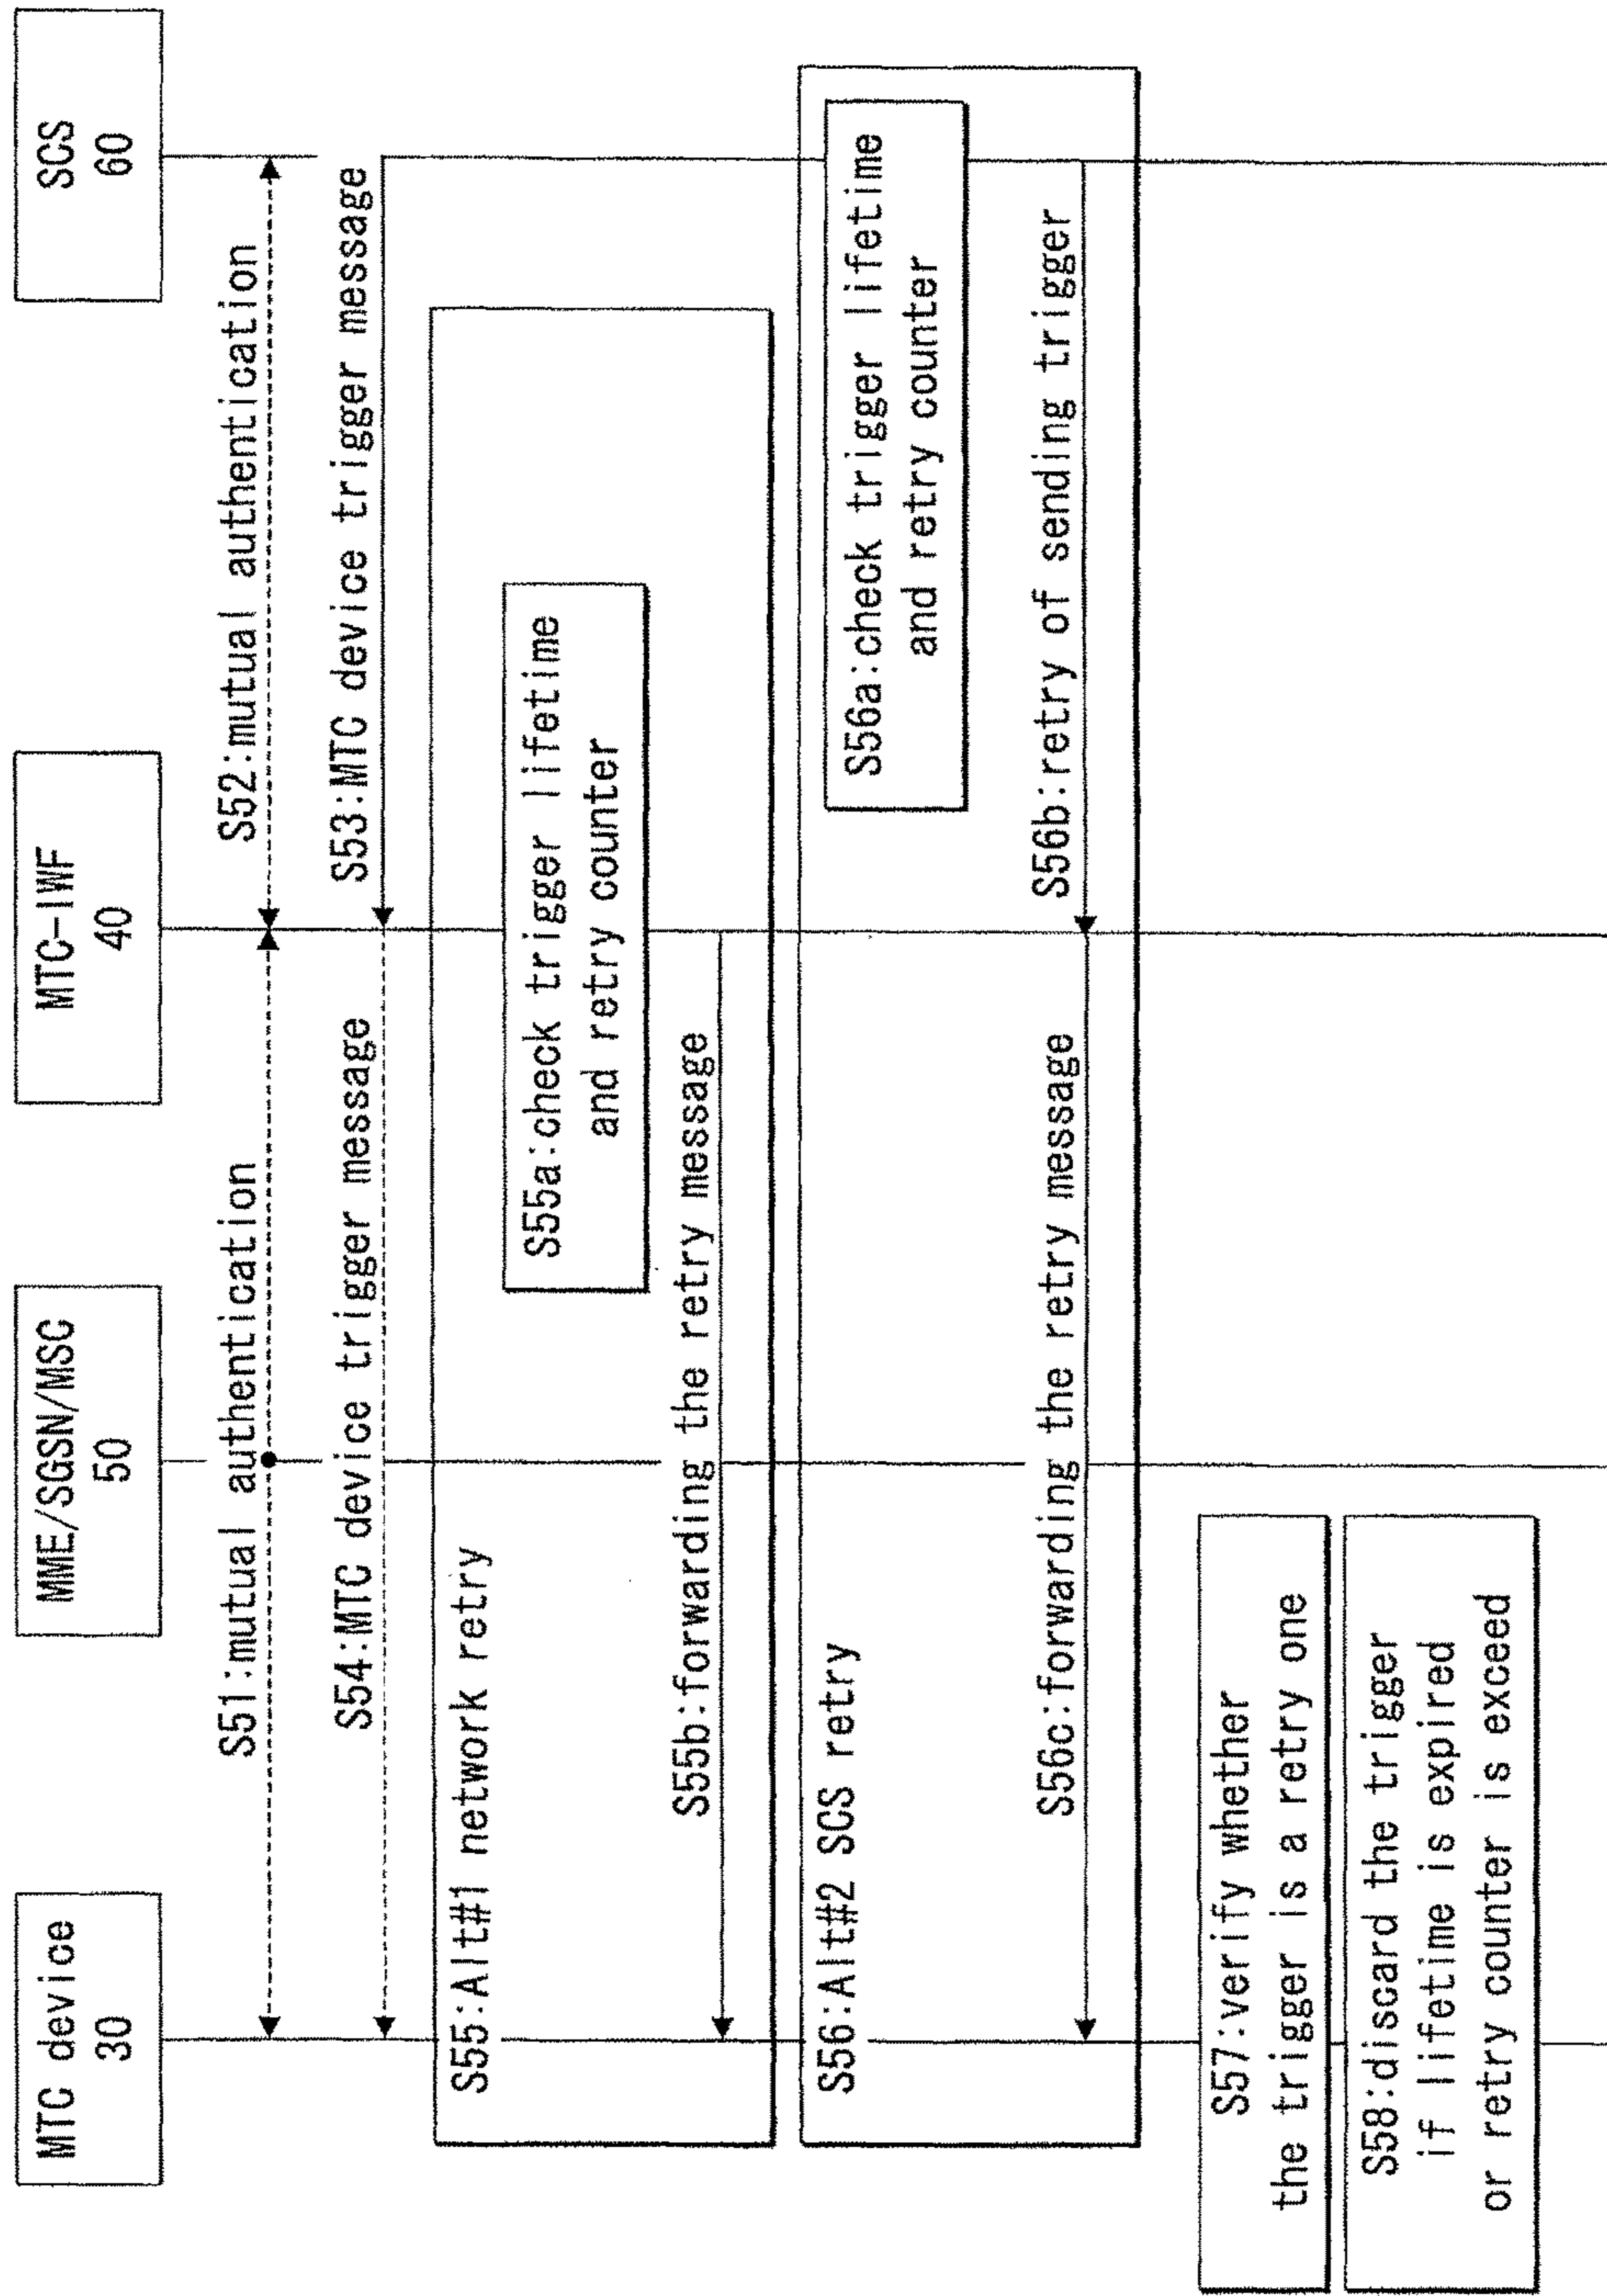 MTC device
30
MME/SGSN/MSC
50
MTC-IWF
40
SCS
60
S51:mutual authentication
S52:mutual authentication
S53:MTC device trigger message
S54:MTC device trigger message
S55:Alt#1 network retry
S55a:check trigger lifetime
and retry counter
S55b:forwarding the retry message
S56:Alt#2 SCS retry
S56a:check trigger lifetime
and retry counter
S56b:retry of sending trigger
S56c:forwarding the retry message
S57:verify whether
the trigger is a retry one
S58:discard the trigger
if lifetime is expired
or retry counter is exceed